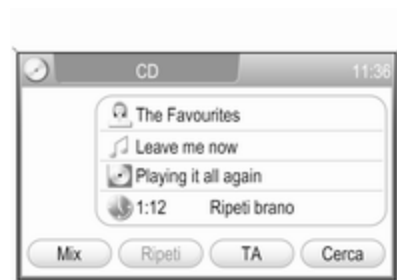 CD 11:36
The Favourites
Leave me now
Playing it all again
1:12 Ripeti brano
Mix Ripeti TA Cerca